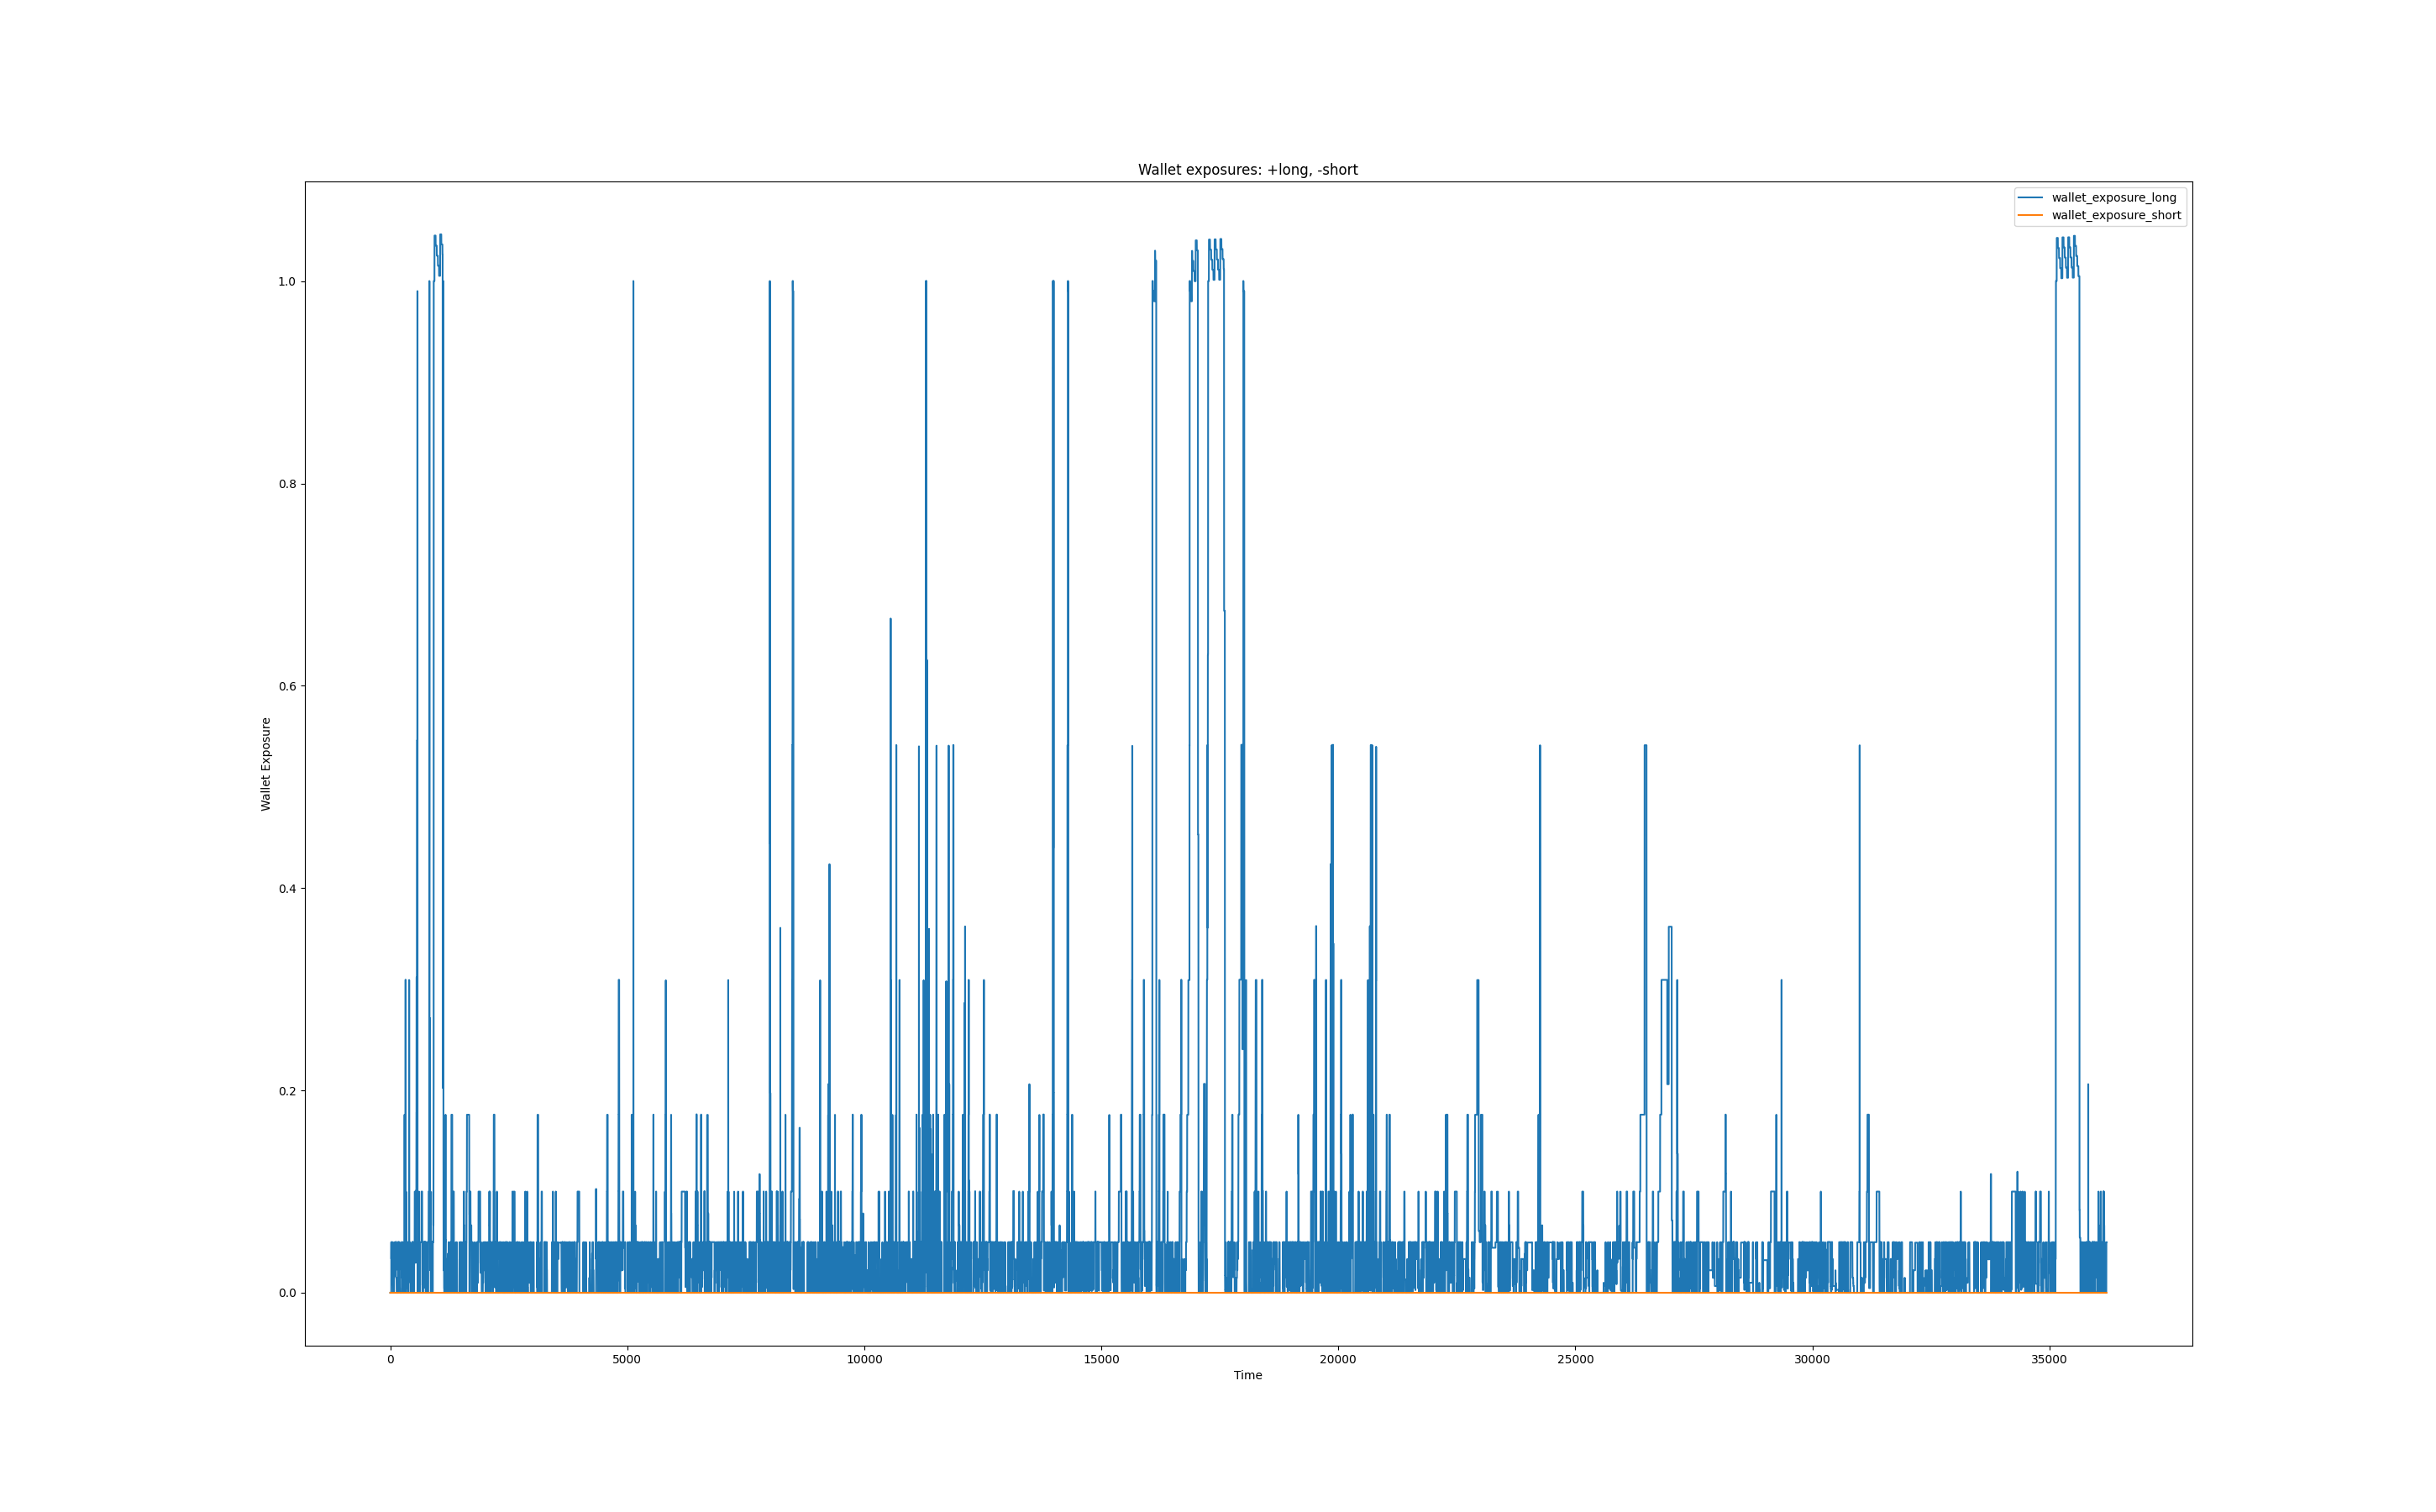 Wallet exposures: +long, -short
wallet_exposure_long
wallet_exposure_short
1.0
0.8
0.6
0.4
0.2
0.0
Wallet Exposure
0 5000 10000 15000 20000 25000 30000 35000
Time